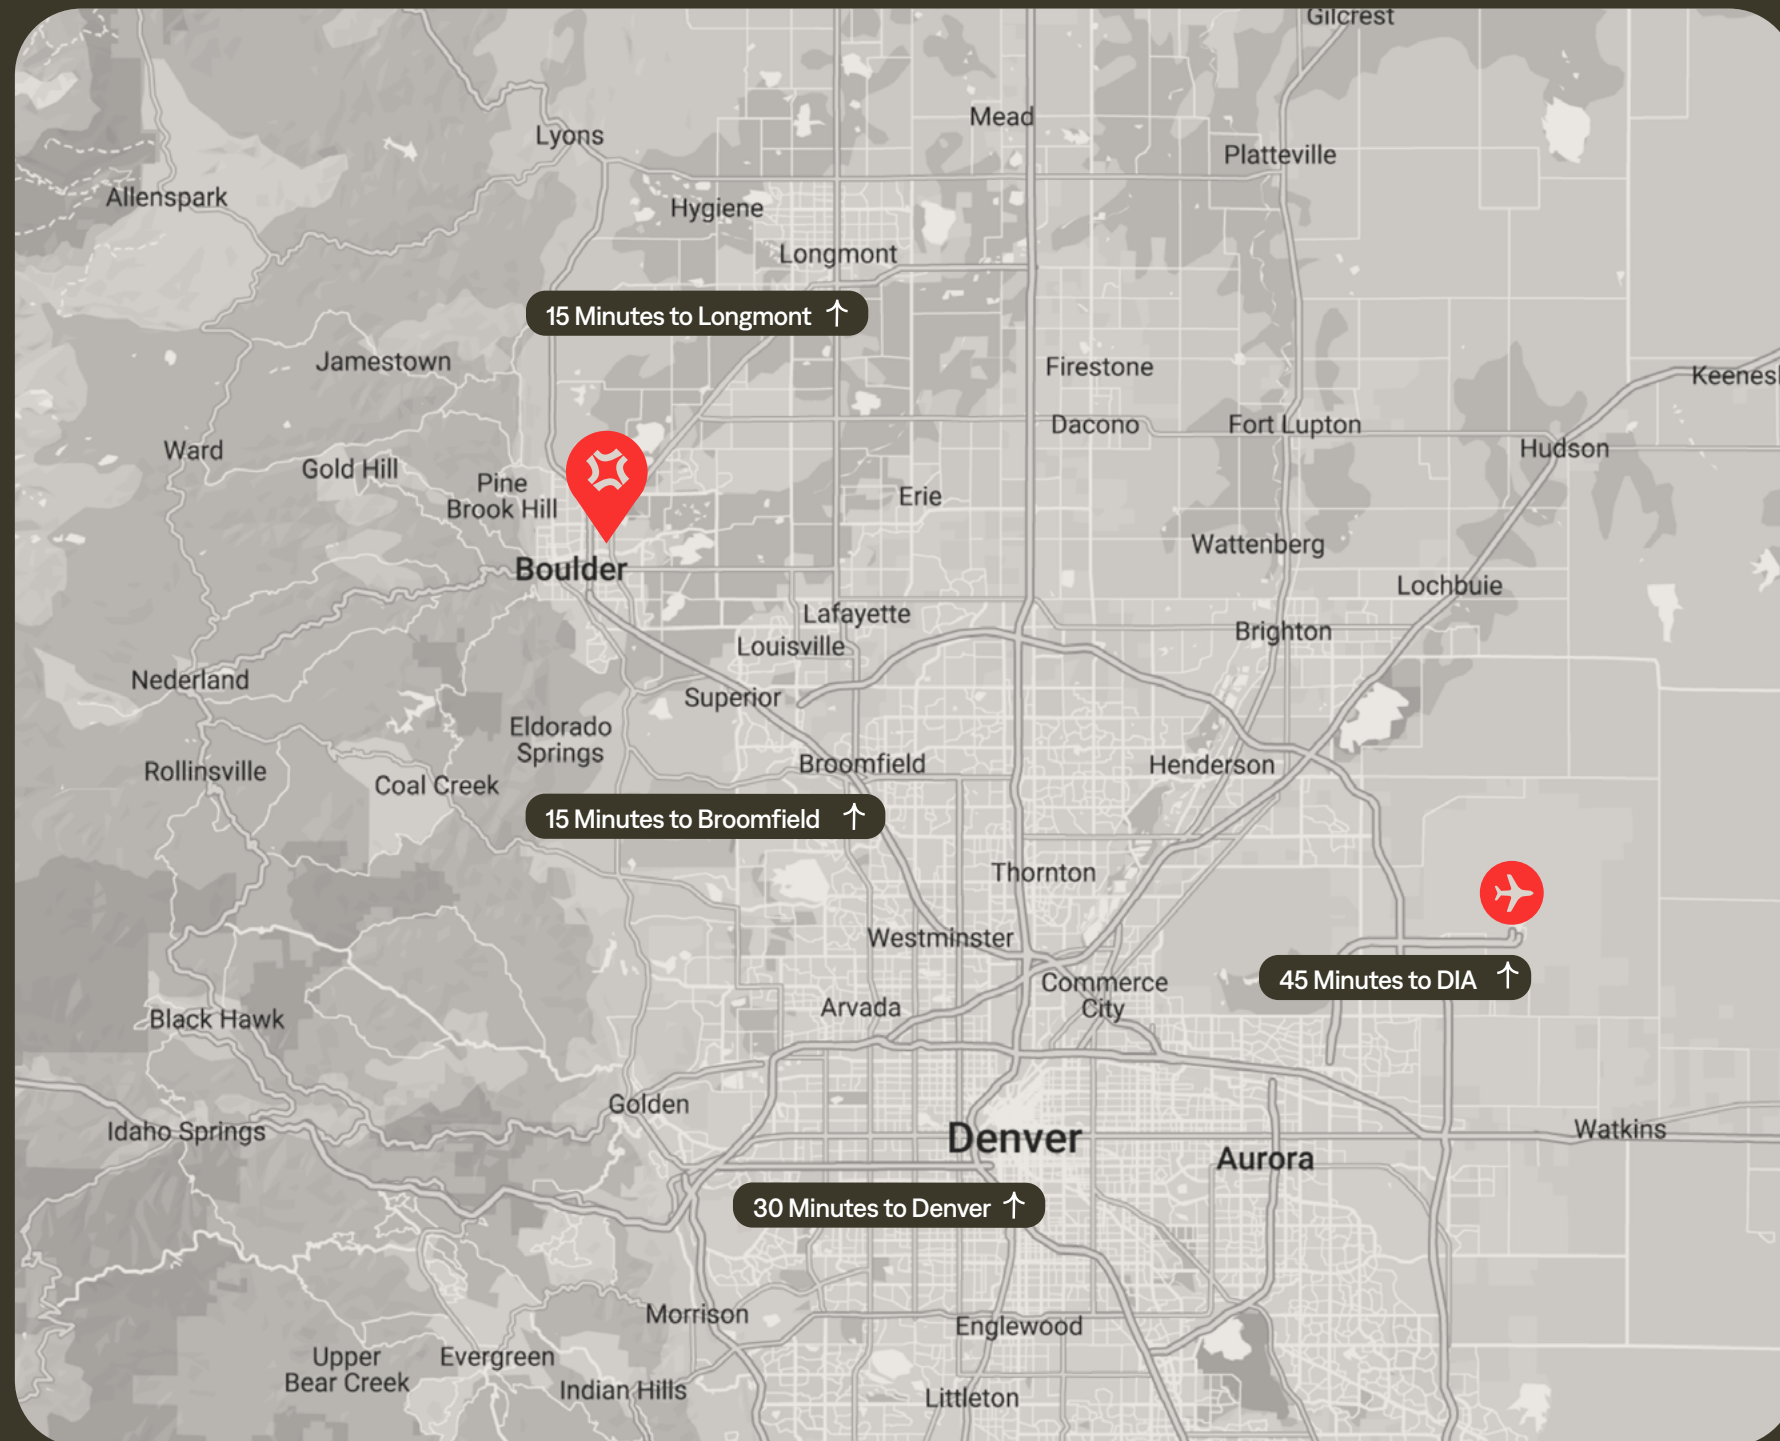 Gilcrest
Mead
Lyons
Platteville
Allenspark
Hygiene
Longmont
15 Minutes to Longmont
Jamestown
Firestone
Dacono
Fort Lupton
Hudson
Ward
Gold Hill
Pine
Brook Hill
Erie
Wattenberg
Boulder
Lochbuie
Lafayette
Louisville
Brighton
Nederland
Superior
Eldorado
Springs
Rollinsville
Coal Creek
Broomfield
Henderson
15 Minutes to Broomfield
Thornton
Westminster
Commerce
City
45 Minutes to DIA
Arvada
Black Hawk
Golden
Idaho Springs
Denver
Aurora
Watkins
30 Minutes to Denver
Morrison
Englewood
Upper
Bear Creek
Evergreen
Indian Hills
Littleton